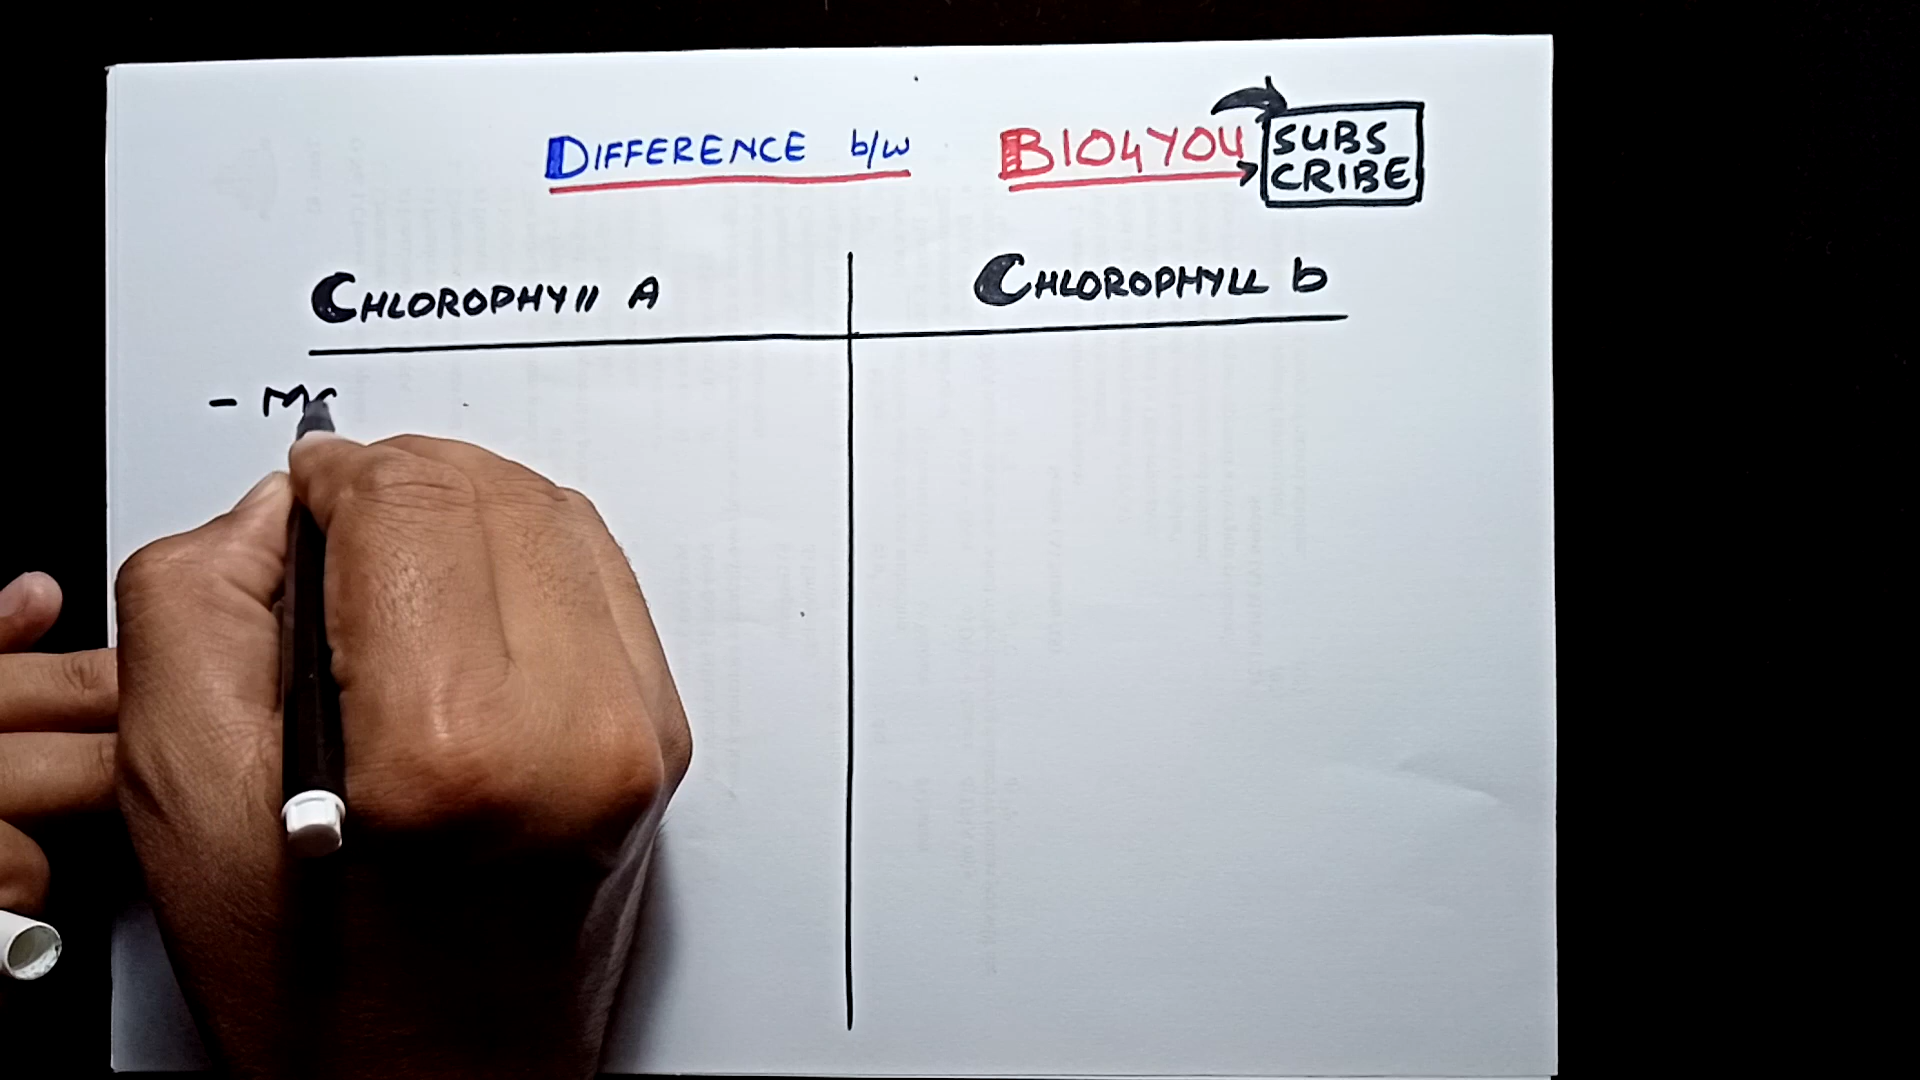 DIFFERENCE b/w
BIO4YOU
SUBS
CRIBE
CHLOROPHYll A
CHLOROPHYLL b
-